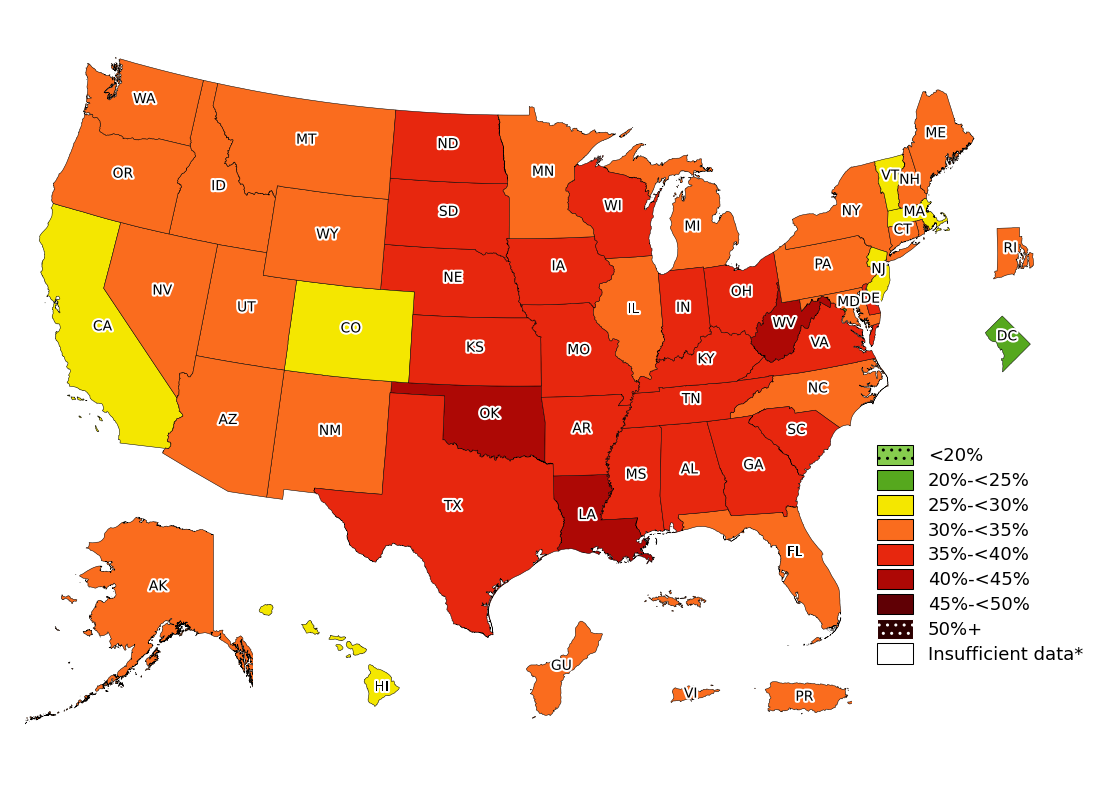 WA
MT
ND
MN
ME
OR
ID
SD
WI
VT
NH
WY
MI
NY
MA
CT
RI
NV
UT
NE
IA
PA
NJ
CA
CO
IL
IN
OH
MD
DE
WV
VA
DC
KS
MO
KY
AZ
NM
OK
AR
TN
NC
SC
TX
LA
MS
AL
GA
FL
AK
HI
GU
VI
PR
<20%
20%-<25%
25%-<30%
30%-<35%
35%-<40%
40%-<45%
45%-<50%
50%+
Insufficient data*